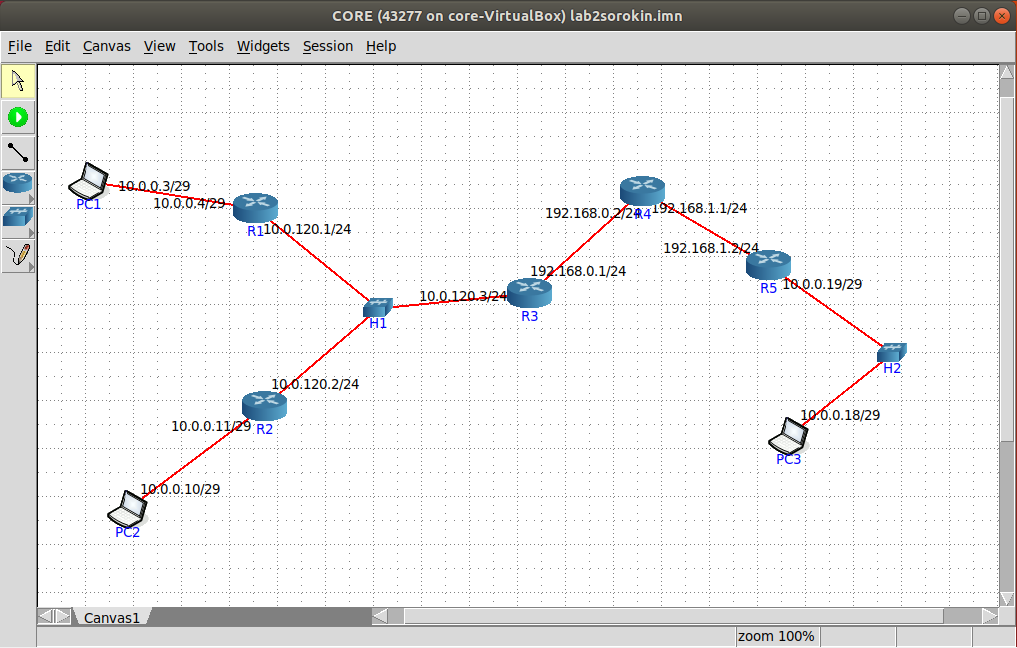 CORE (43277 on core-VirtualBox) lab2sorokin.imn
File Edit Canvas View Tools Widgets Session Help
10.0.0.3/29
PC1
10.0.0.4/29
R1
10.0.120.1/24
192.168.0.2/24
R4
192.168.1.1/24
192.168.1.2/24
192.168.0.1/24
R5
10.0.0.19/29
10.0.120.3/24
R3
H1
H2
10.0.120.2/24
10.0.0.11/29
R2
10.0.0.18/29
PC3
10.0.0.10/29
PC2
Canvas1
zoom 100%